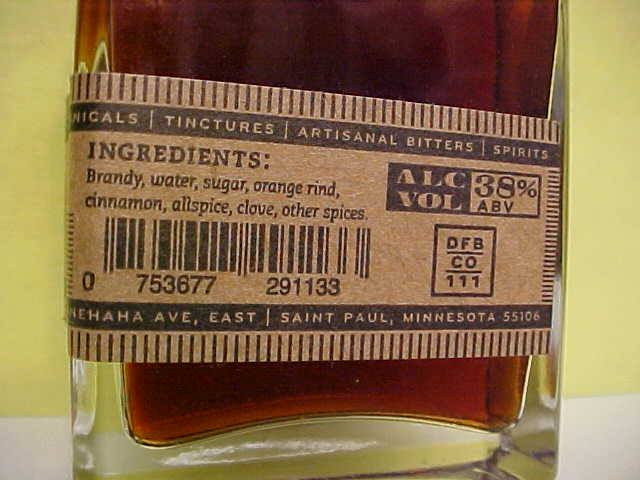 NICALS | TINCTURES | ARTISANAL BITTERS | SPIRITS
INGREDIENTS:
Brandy, water, sugar, orange rind,
cinnamon, allspice, clove, other spices.
ALC
VOL
38%
ABV
0 753677 291133
DFB
CO
111
NEHAHA AVE, EAST | SAINT PAUL, MINNESOTA 55106